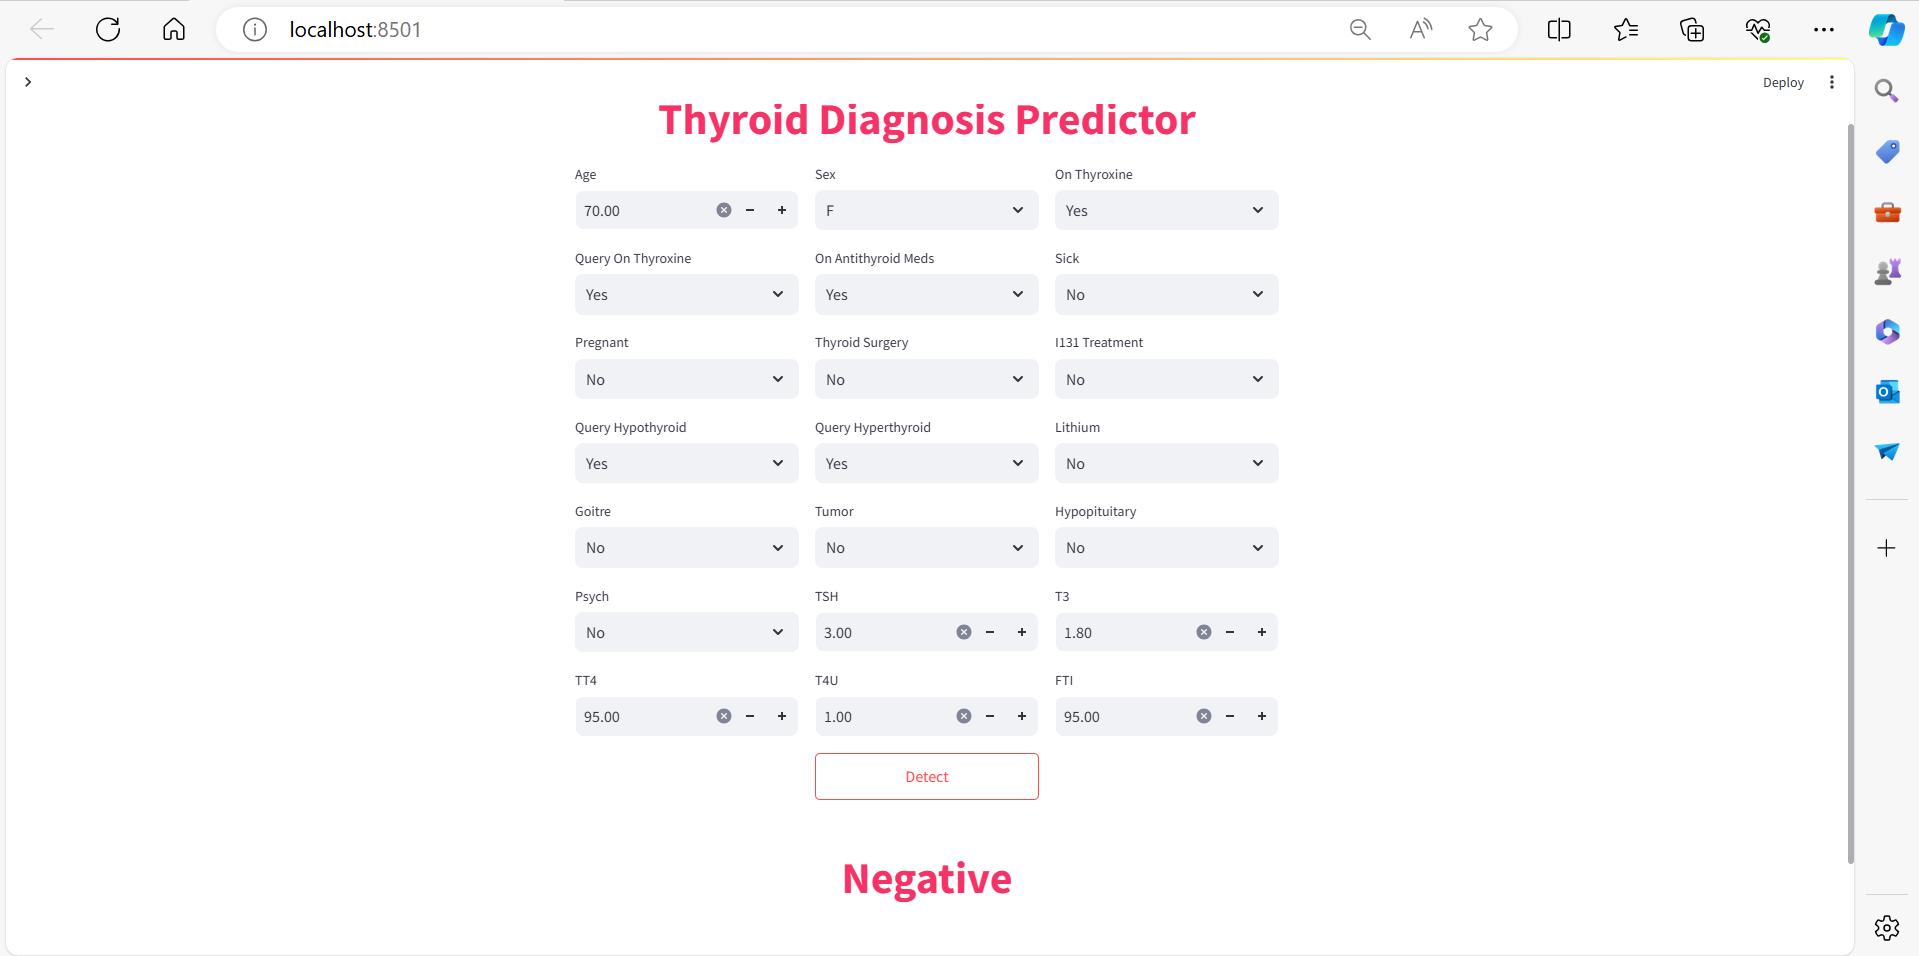 localhost:8501
Deploy
Thyroid Diagnosis Predictor
Age Sex On Thyroxine
70.00 F Yes
Query On Thyroxine On Antithyroid Meds Sick
Yes Yes No
Pregnant Thyroid Surgery I131 Treatment
No No No
Query Hypothyroid Query Hyperthyroid Lithium
Yes Yes No
Goitre Tumor Hypopituitary
No No No
Psych TSH T3
No 3.00 1.80
TT4 T4U FTI
95.00 1.00 95.00
Detect
Negative